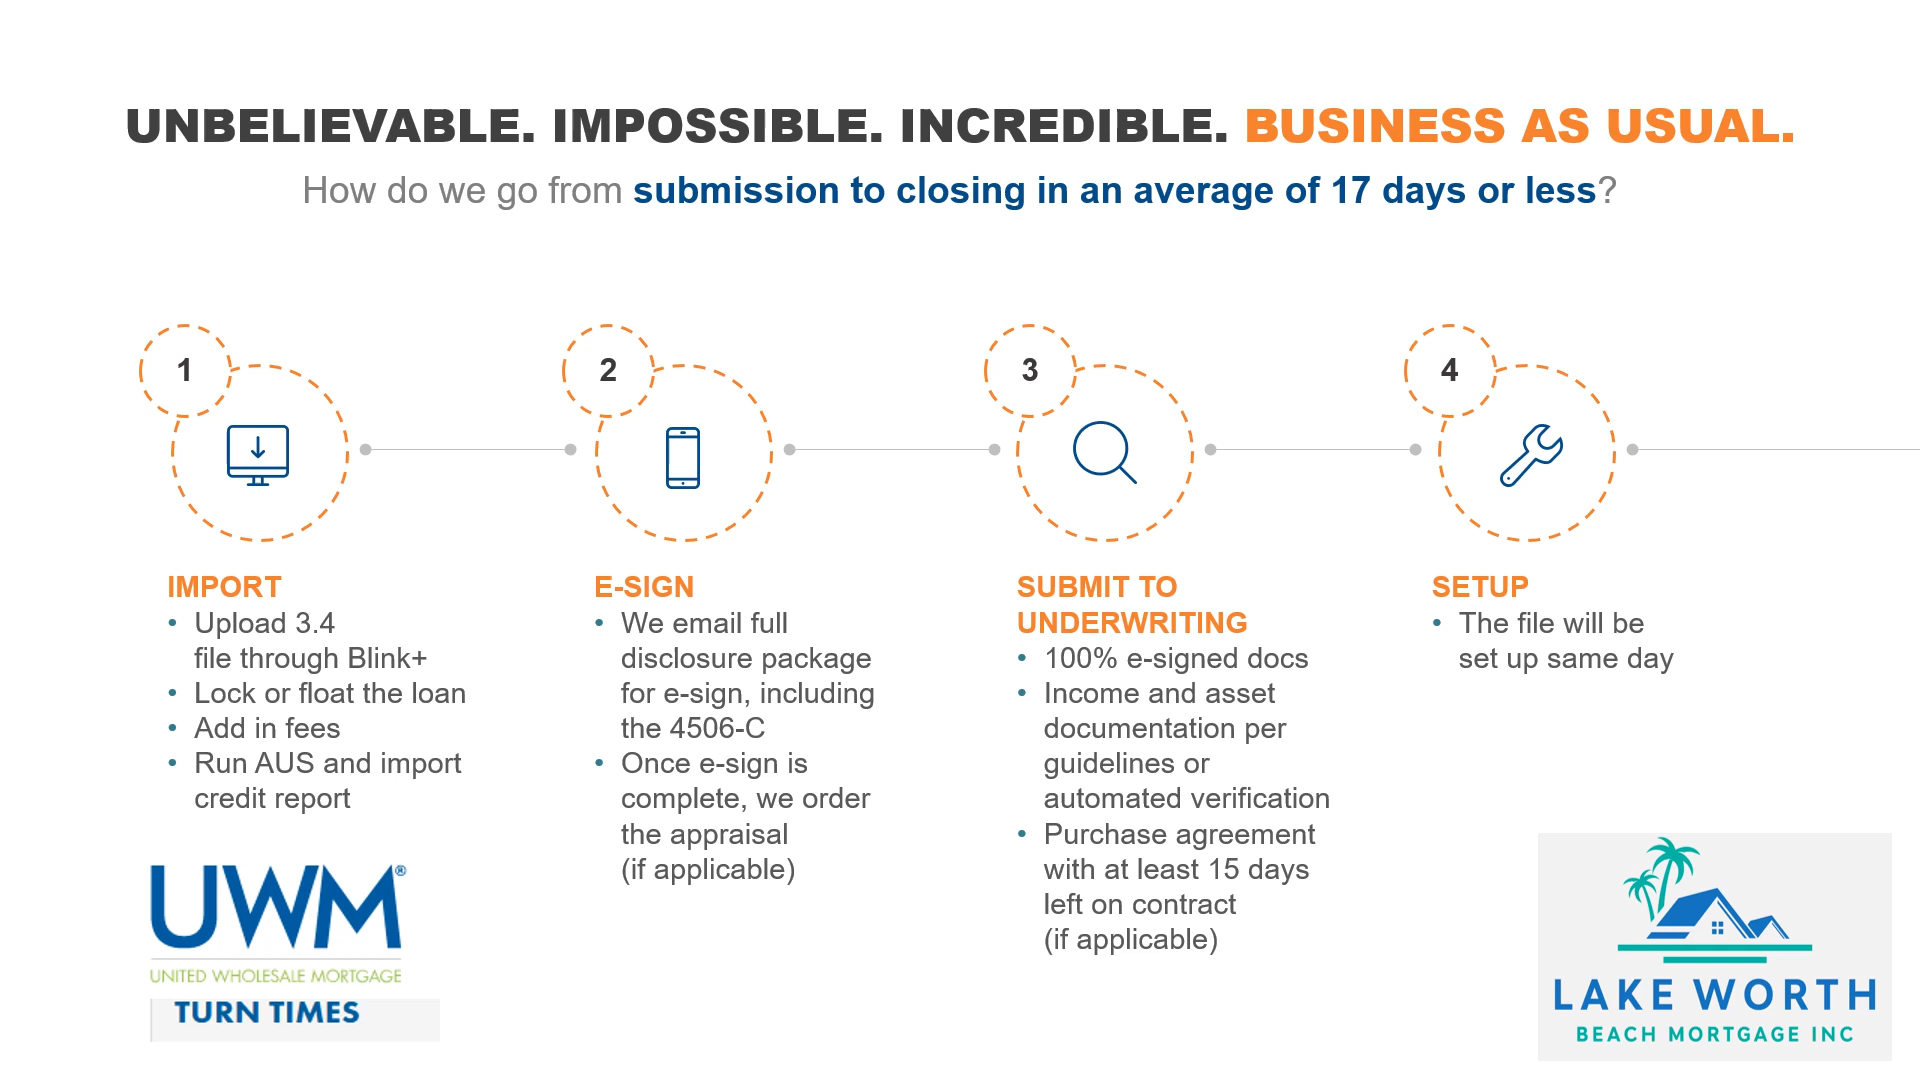 UNBELIEVABLE. IMPOSSIBLE. INCREDIBLE. BUSINESS AS USUAL.
How do we go from submission to closing in an average of 17 days or less?
1
IMPORT
• Upload 3.4
file through Blink+
• Lock or float the loan
• Add in fees
• Run AUS and import
credit report
2
E-SIGN
• We email full
disclosure package
for e-sign, including
the 4506-C
• Once e-sign is
complete, we order
the appraisal
(if applicable)
3
SUBMIT TO
UNDERWRITING
• 100% e-signed docs
• Income and asset
documentation per
guidelines or
automated verification
• Purchase agreement
with at least 15 days
left on contract
(if applicable)
4
SETUP
• The file will be
set up same day
UWM®
UNITED WHOLESALE MORTGAGE
TURN TIMES
LAKE WORTH
BEACH MORTGAGE INC